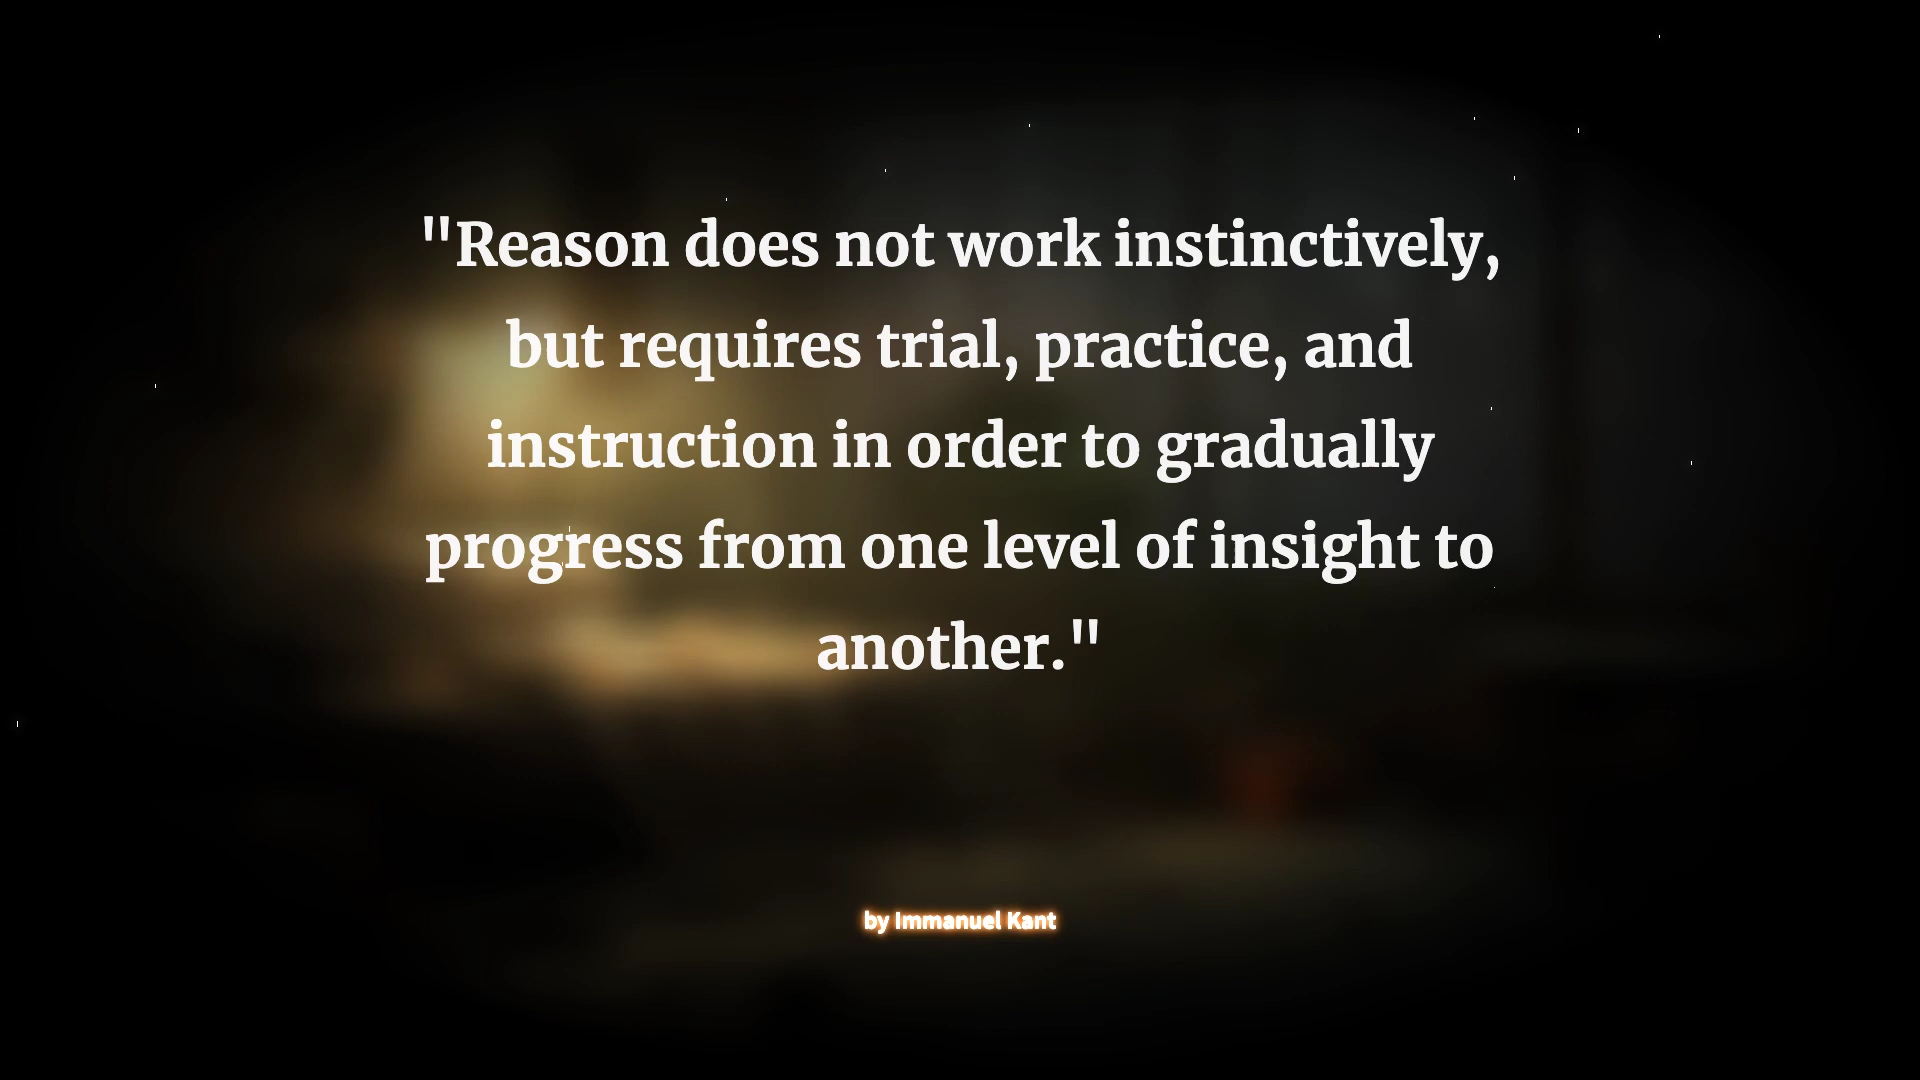 "Reason does not work instinctively,
but requires trial, practice, and
instruction in order to gradually
progress from one level of insight to
another."
by Immanuel Kant